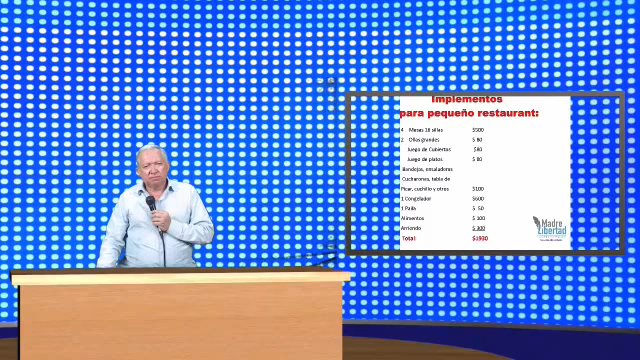 Implementos
para pequeño restaurant:
4 Mesas 16 sillas $500
2 Ollas grandes $ 80
Juego de Cubiertos $80
Juego de platos $ 80
Bandejas, ensaladoras
Cucharones, tabla de
Picar, cuchillo y otros $100
1 Congelador $600
1 Paila $ 50
Alimentos $ 100
Arriendo $ 300
Total $1930
Madre
Libertad